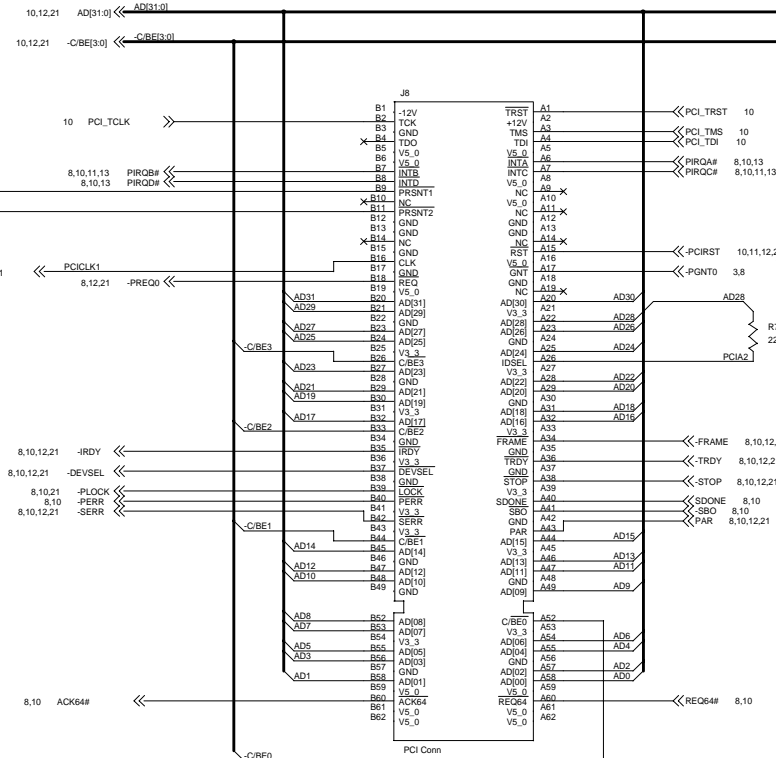 10,12,21 AD[31:0] AD[31:0]
10,12,21 -C/BE[3:0] -C/BE[3:0]
J8
B1 -12V TRST A1 PCI_TRST 10
10 PCI_TCLK B2 TCK +12V A2
B3 GND TMS A3 PCI_TMS 10
B4 TDO TDI A4 PCI_TDI 10
B5 V5_0 V5_0 A5
B6 V5_0 INTA A6 PIRQA# 8,10,13
8,10,11,13 PIRQB# B7 INTB INTC A7 PIRQC# 8,10,11,13
8,10,13 PIRQD# B8 INTD V5_0 A8
B9 PRSNT1 NC A9
B10 NC V5_0 A10
B11 PRSNT2 NC A11
B12 GND GND A12
B13 GND GND A13
B14 NC NC A14
B15 GND RST A15 -PCIRST 10,11,12,2
PCICLK1 B16 CLK V5_0 A16
B17 GND GNT A17 -PGNT0 3,8
8,12,21 -PREQ0 B18 REQ GND A18
B19 V5_0 NC A19
AD31 B20 AD[31] AD[30] A20 AD30 AD28
AD29 B21 AD[29] V3_3 A21
B22 GND AD[28] A22 AD28
AD27 B23 AD[27] AD[26] A23 AD26
AD25 B24 AD[25] GND A24
-C/BE3 B25 V3_3 AD[24] A25 AD24
B26 C/BE3 IDSEL A26 PCIA2
AD23 B27 AD[23] V3_3 A27
B28 GND AD[22] A28 AD22
AD21 B29 AD[21] AD[20] A29 AD20
AD19 B30 AD[19] GND A30
B31 V3_3 AD[18] A31 AD18
AD17 B32 AD[17] AD[16] A32 AD16
-C/BE2 B33 C/BE2 V3_3 A33
B34 GND FRAME A34 -FRAME 8,10,12,
8,10,12,21 -IRDY B35 IRDY GND A35
B36 V3_3 TRDY A36 -TRDY 8,10,12,2
8,10,12,21 -DEVSEL B37 DEVSEL GND A37
B38 GND STOP A38 -STOP 8,10,12,21
8,10,21 -PLOCK B39 LOCK V3_3 A39
8,10 -PERR B40 PERR SDONE A40 SDONE 8,10
8,10,12,21 -SERR B41 V3_3 SBO A41 -SBO 8,10
B42 SERR GND A42 PAR 8,10,12,21
-C/BE1 B43 V3_3 PAR A43
B44 C/BE1 AD[15] A44 AD15
AD14 B45 AD[14] V3_3 A45
B46 GND AD[13] A46 AD13
AD12 B47 AD[12] AD[11] A47 AD11
AD10 B48 AD[10] GND A48
B49 GND AD[09] A49 AD9
AD8 B52 AD[08] C/BE0 A52
AD7 B53 AD[07] V3_3 A53
B54 V3_3 AD[06] A54 AD6
AD5 B55 AD[05] AD[04] A55 AD4
AD3 B56 AD[03] GND A56
B57 GND AD[02] A57 AD2
AD1 B58 AD[01] AD[00] A58 AD0
B59 V5_0 V5_0 A59
8,10 ACK64# B60 ACK64 REQ64 A60 REQ64# 8,10
B61 V5_0 V5_0 A61
B62 V5_0 V5_0 A62
PCI Conn
-C/BE0